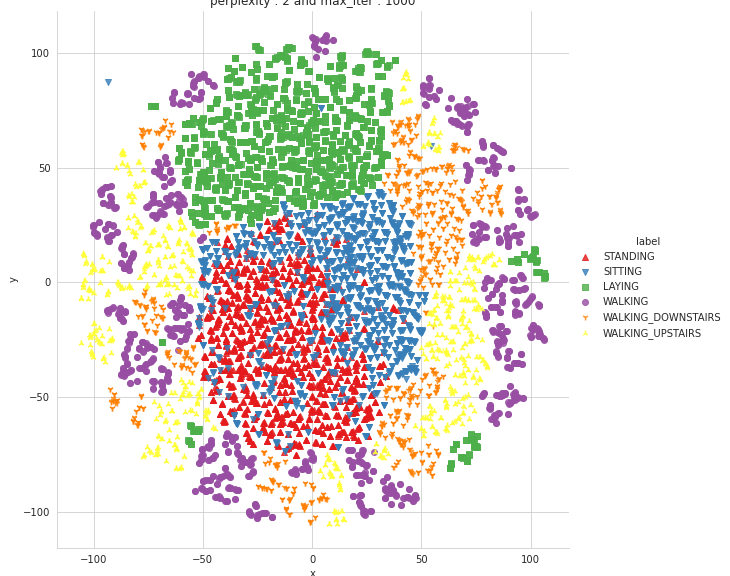 perplexity : 2 and max_iter : 1000
100
50
0
−50
−100
y
−100
−50
0
50
100
x
label
STANDING
SITTING
LAYING
WALKING
WALKING_DOWNSTAIRS
WALKING_UPSTAIRS